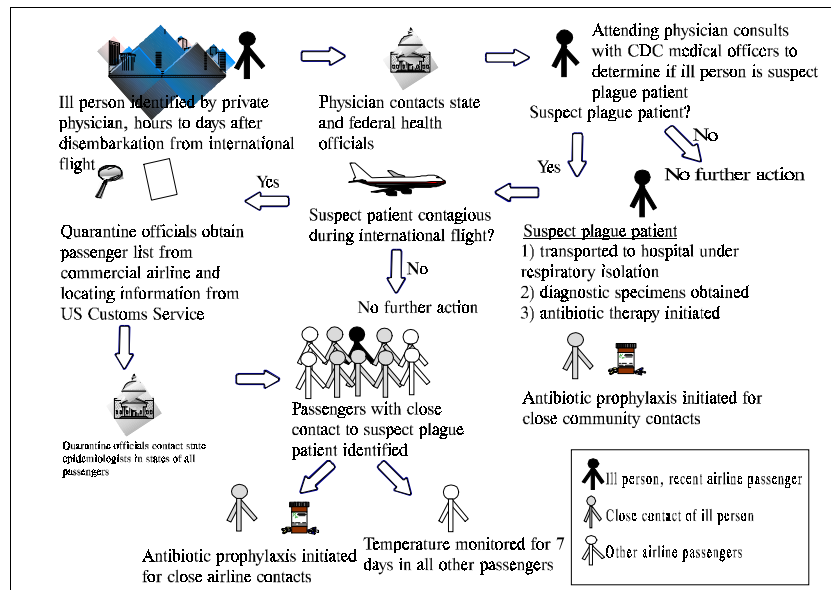 Ill person identified by private
physician, hours to days after
disembarkation from international
flight
Physician contacts state
and federal health
officials
Attending physician consults
with CDC medical officers to
determine if ill person is suspect
plague patient
Suspect plague patient?
No
No further action
Yes
Suspect plague patient
1) transported to hospital under
respiratory isolation
2) diagnostic specimens obtained
3) antibiotic therapy initiated
Antibiotic prophylaxis initiated for
close community contacts
Suspect patient contagious
during international flight?
Yes
No
No further action
Quarantine officials obtain
passenger list from
commercial airline and
locating information from
US Customs Service
Quarantine officials contact state
epidemiologists in states of all
passengers
Passengers with close
contact to suspect plague
patient identified
Antibiotic prophylaxis initiated
for close airline contacts
Temperature monitored for 7
days in all other passengers
Ill person, recent airline passenger
Close contact of ill person
Other airline passengers